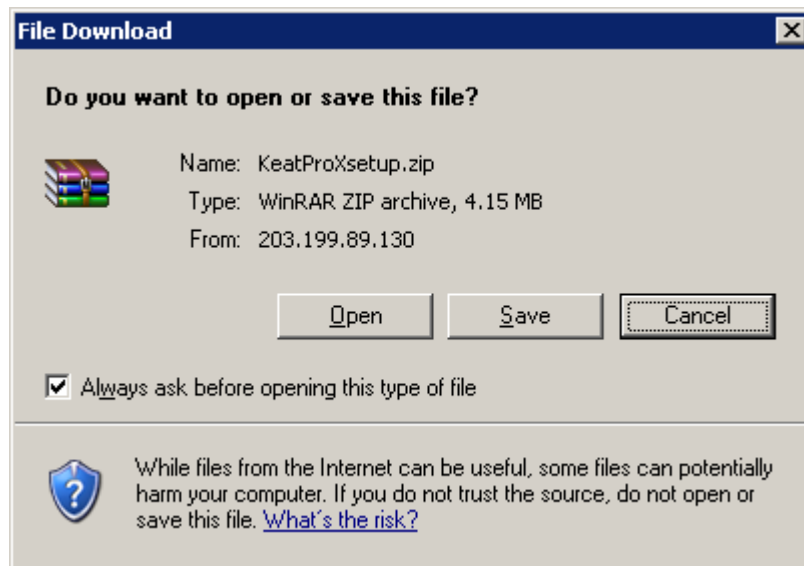 File Download
Do you want to open or save this file?
Name: KeatProXsetup.zip
Type: WinRAR ZIP archive, 4.15 MB
From: 203.199.89.130
Open Save Cancel
Always ask before opening this type of file
While files from the Internet can be useful, some files can potentially
harm your computer. If you do not trust the source, do not open or
save this file. What's the risk?